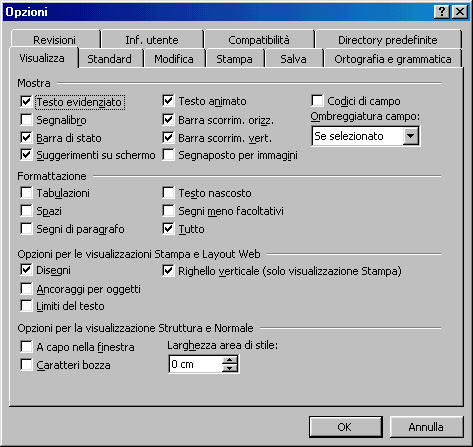 Opzioni
Revisioni Inf. utente Compatibilità Directory predefinite
Visualizza Standard Modifica Stampa Salva Ortografia e grammatica
Mostra
Testo evidenziato Testo animato Codici di campo
Segnalibro Barra scorrim. orizz. Ombreggiatura campo:
Barra di stato Barra scorrim. vert. Se selezionato
Suggerimenti su schermo Segnaposto per immagini
Formattazione
Tabulazioni Testo nascosto
Spazi Segni meno facoltativi
Segni di paragrafo Tutto
Opzioni per le visualizzazioni Stampa e Layout Web
Disegni Righello verticale (solo visualizzazione Stampa)
Ancoraggi per oggetti
Limiti del testo
Opzioni per la visualizzazione Struttura e Normale
A capo nella finestra Larghezza area di stile:
Caratteri bozza 0 cm
OK Annulla